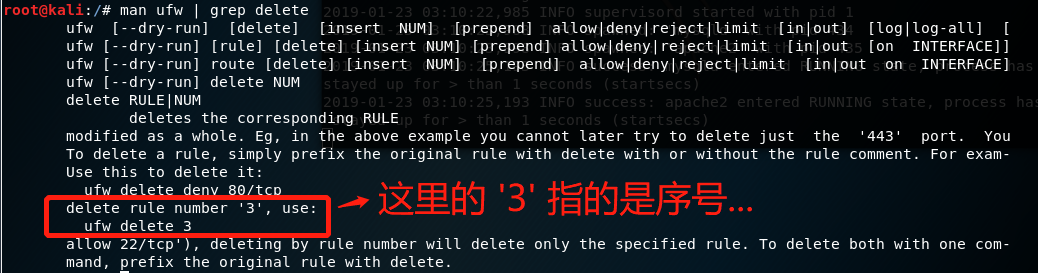 root@kali:/# man ufw | grep delete
2019-01-23 03:10:22,985 INFO supervisord started with pid 1
ufw [--dry-run] [delete] [insert NUM] [prepend] allow|deny|reject|limit [in|out] [log|log-all] [
ufw [--dry-run] [rule] [delete] [insert NUM] [prepend] allow|deny|reject|limit [in|out [on INTERFACE]]
ufw [--dry-run] route [delete] [insert NUM] [prepend] allow|deny|reject|limit [in|out on INTERFACE]
ufw [--dry-run] delete NUM
stayed up for > than 1 seconds (startsecs)
delete RULE|NUM
2019-01-23 03:10:25,193 INFO success: apache2 entered RUNNING state, process has
deletes the corresponding RULE
stayed up for > than 1 seconds (startsecs)
modified as a whole. Eg, in the above example you cannot later try to delete just the '443' port. You
To delete a rule, simply prefix the original rule with delete with or without the rule comment. For exam-
Use this to delete it:
ufw delete deny 80/tcp
delete rule number '3', use:
这里的 '3' 指的是序号...
ufw delete 3
allow 22/tcp'), deleting by rule number will delete only the specified rule. To delete both with one com-
mand, prefix the original rule with delete.